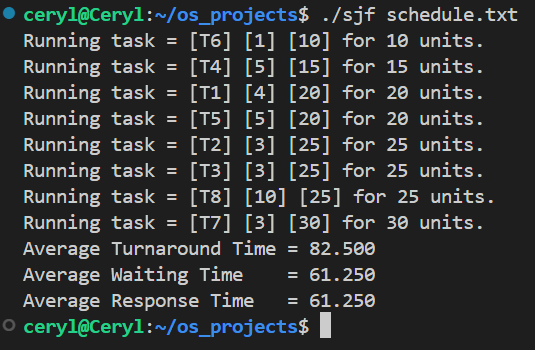 ceryl@Ceryl:~/os_projects$ ./sjf schedule.txt
Running task = [T6] [1] [10] for 10 units.
Running task = [T4] [5] [15] for 15 units.
Running task = [T1] [4] [20] for 20 units.
Running task = [T5] [5] [20] for 20 units.
Running task = [T2] [3] [25] for 25 units.
Running task = [T3] [3] [25] for 25 units.
Running task = [T8] [10] [25] for 25 units.
Running task = [T7] [3] [30] for 30 units.
Average Turnaround Time = 82.500
Average Waiting Time    = 61.250
Average Response Time   = 61.250
ceryl@Ceryl:~/os_projects$